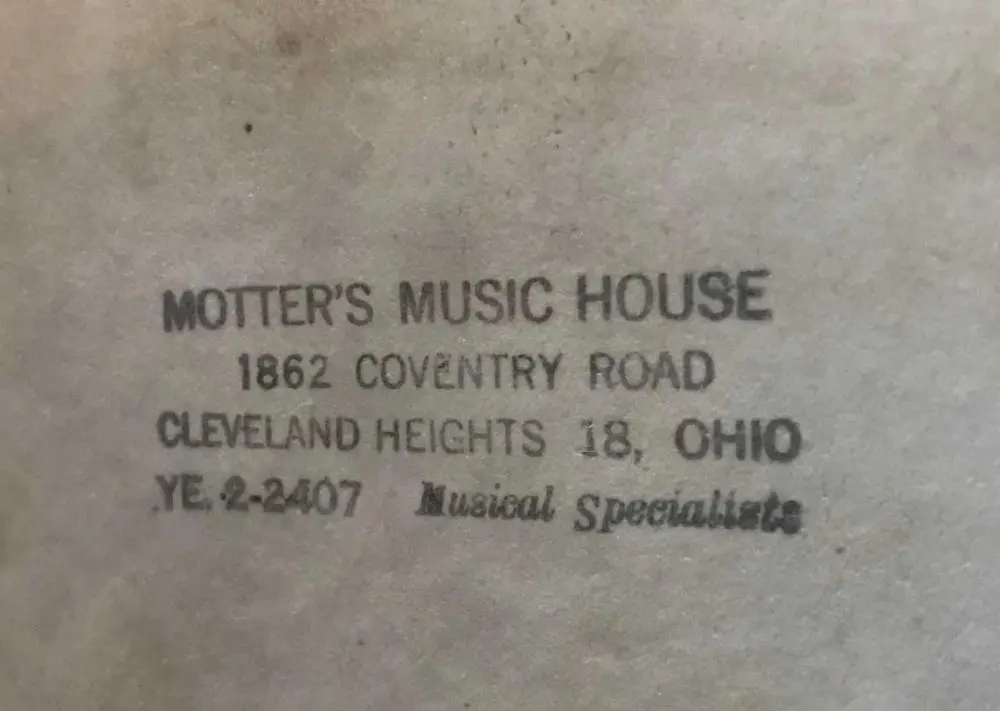 MOTTER'S MUSIC HOUSE
1862 COVENTRY ROAD
CLEVELAND HEIGHTS 18, OHIO
YE. 2-2407 Musical Specialists